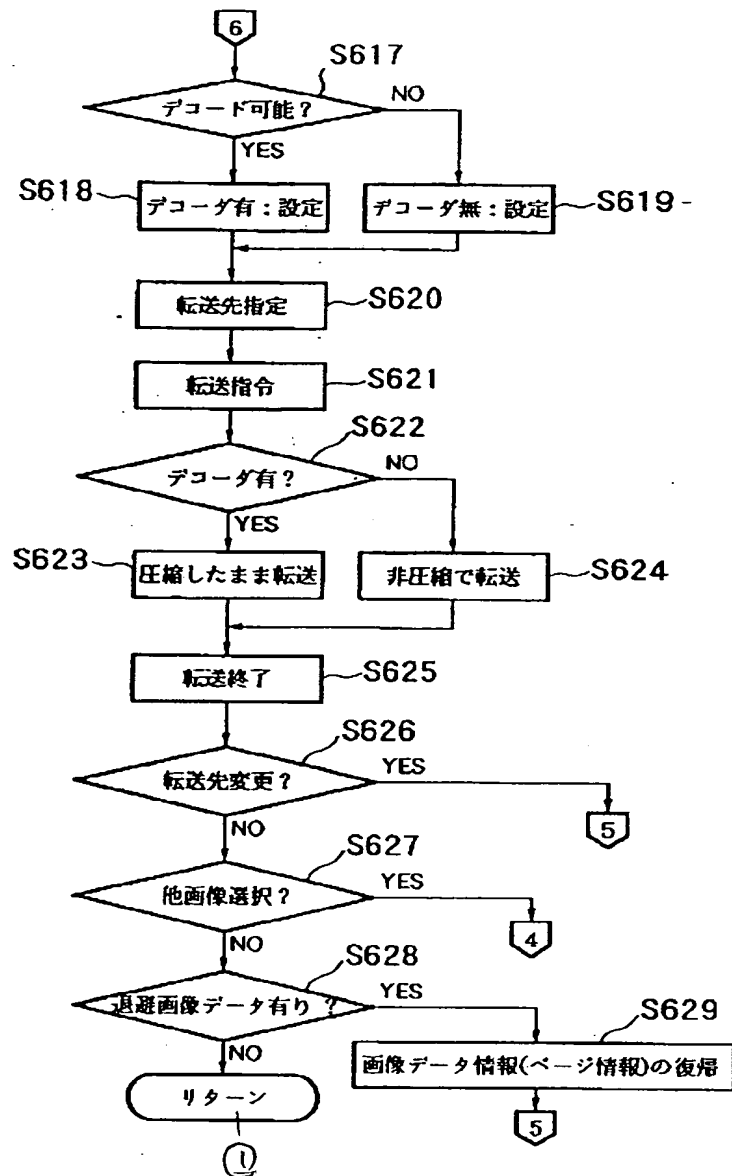 6
S617
デコード可能?
NO
YES
S618
デコーダ有:設定
デコーダ無:設定
S619
転送先指定
S620
転送指令
S621
S622
デコーダ有?
NO
YES
S623
圧縮したまま転送
非圧縮で転送
S624
転送終了
S625
S626
転送先変更?
YES
5
NO
S627
他画像選択?
YES
4
NO
S628
退避画像データ有り?
YES
S629
画像データ情報(ページ情報)の復帰
NO
リターン
5
1